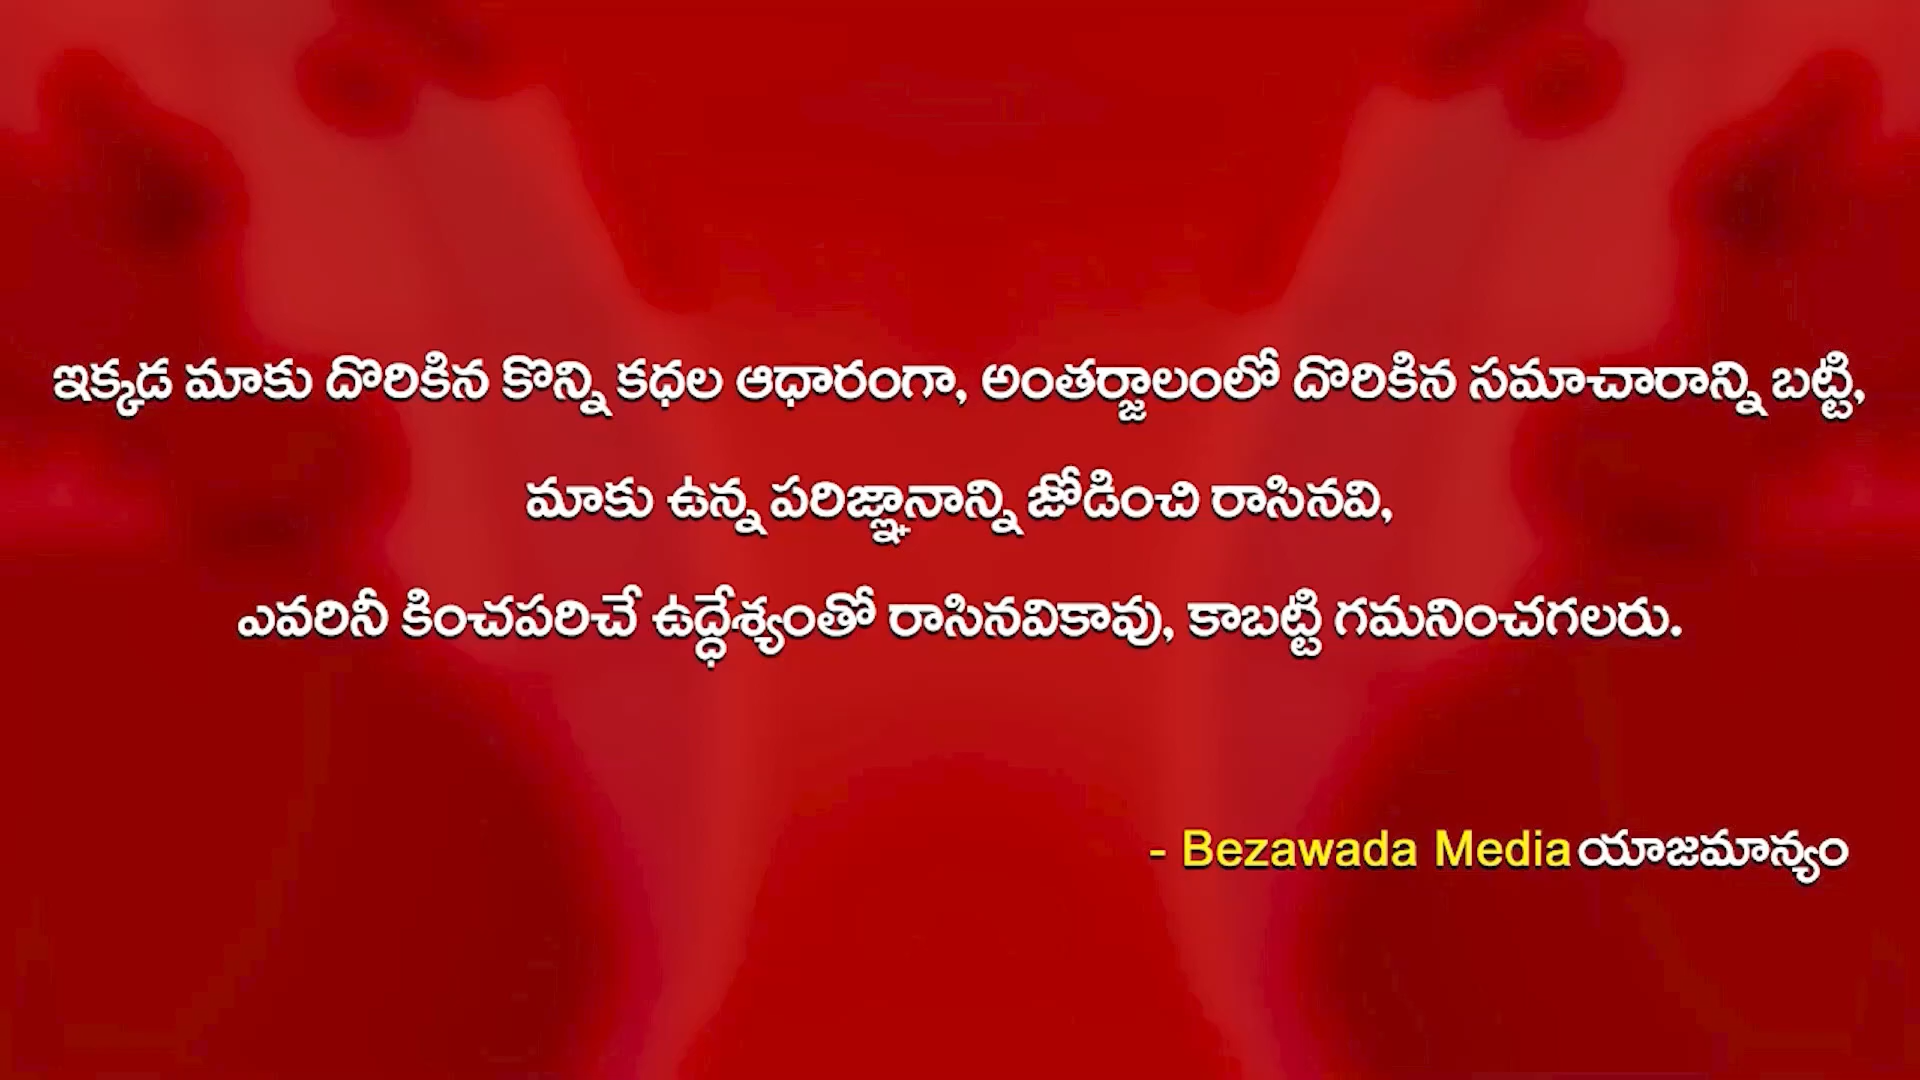 ఇక్కడ మాకు దొరికిన కొన్ని కధల ఆధారంగా, అంతర్జాలంలో దొరికిన సమాచారాన్ని బట్టి,
మాకు ఉన్న పరిజ్ఞానాన్ని జోడించి రాసినవి,
ఎవరినీ కించపరిచే ఉద్ధేశ్యంతో రాసినవికావు, కాబట్టి గమనించగలరు.
- Bezawada Media యాజమాన్యం